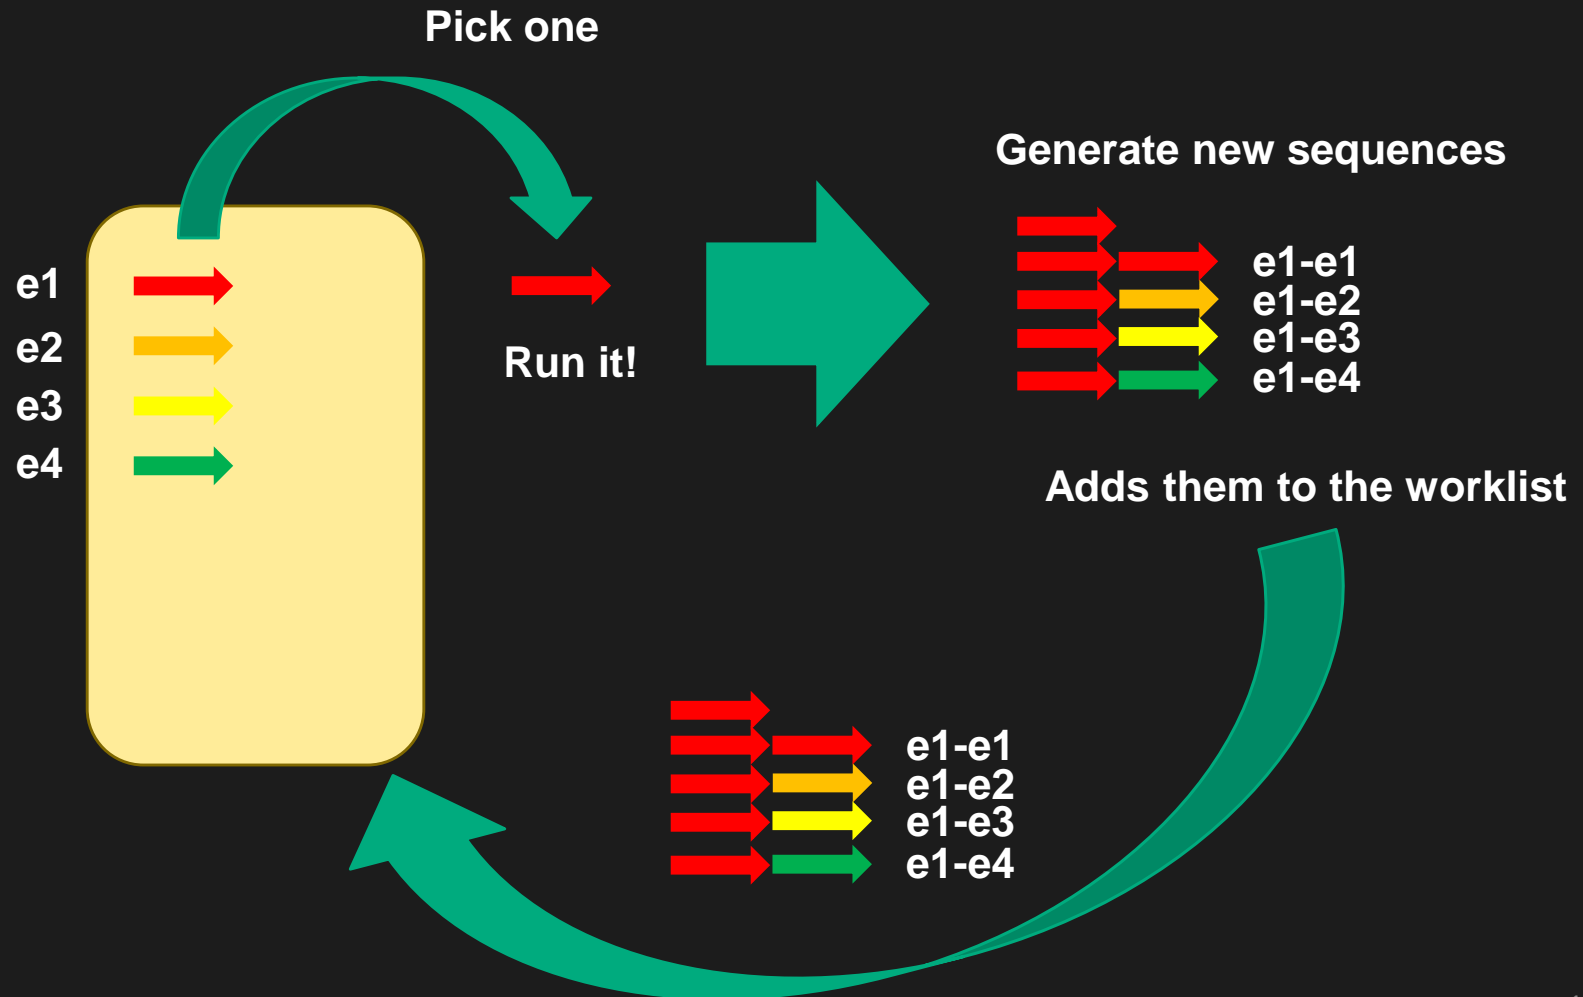 Pick one
Generate new sequences
e1
e2
e3
e4
Run it!
e1-e1
e1-e2
e1-e3
e1-e4
Adds them to the worklist
e1-e1
e1-e2
e1-e3
e1-e4